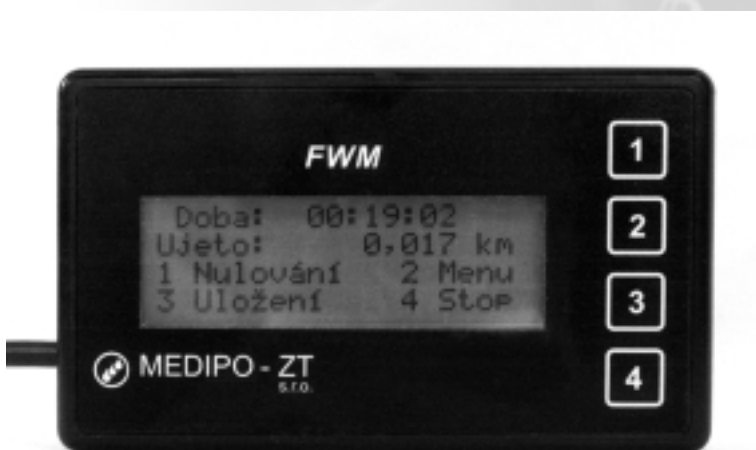 FWM
1
2
3
4
Doba: 00:19:02
Ujeto: 0,017 km
1 Nulování 2 Menu
3 Uložení 4 Stop
MEDIPO - ZT
s.r.o.